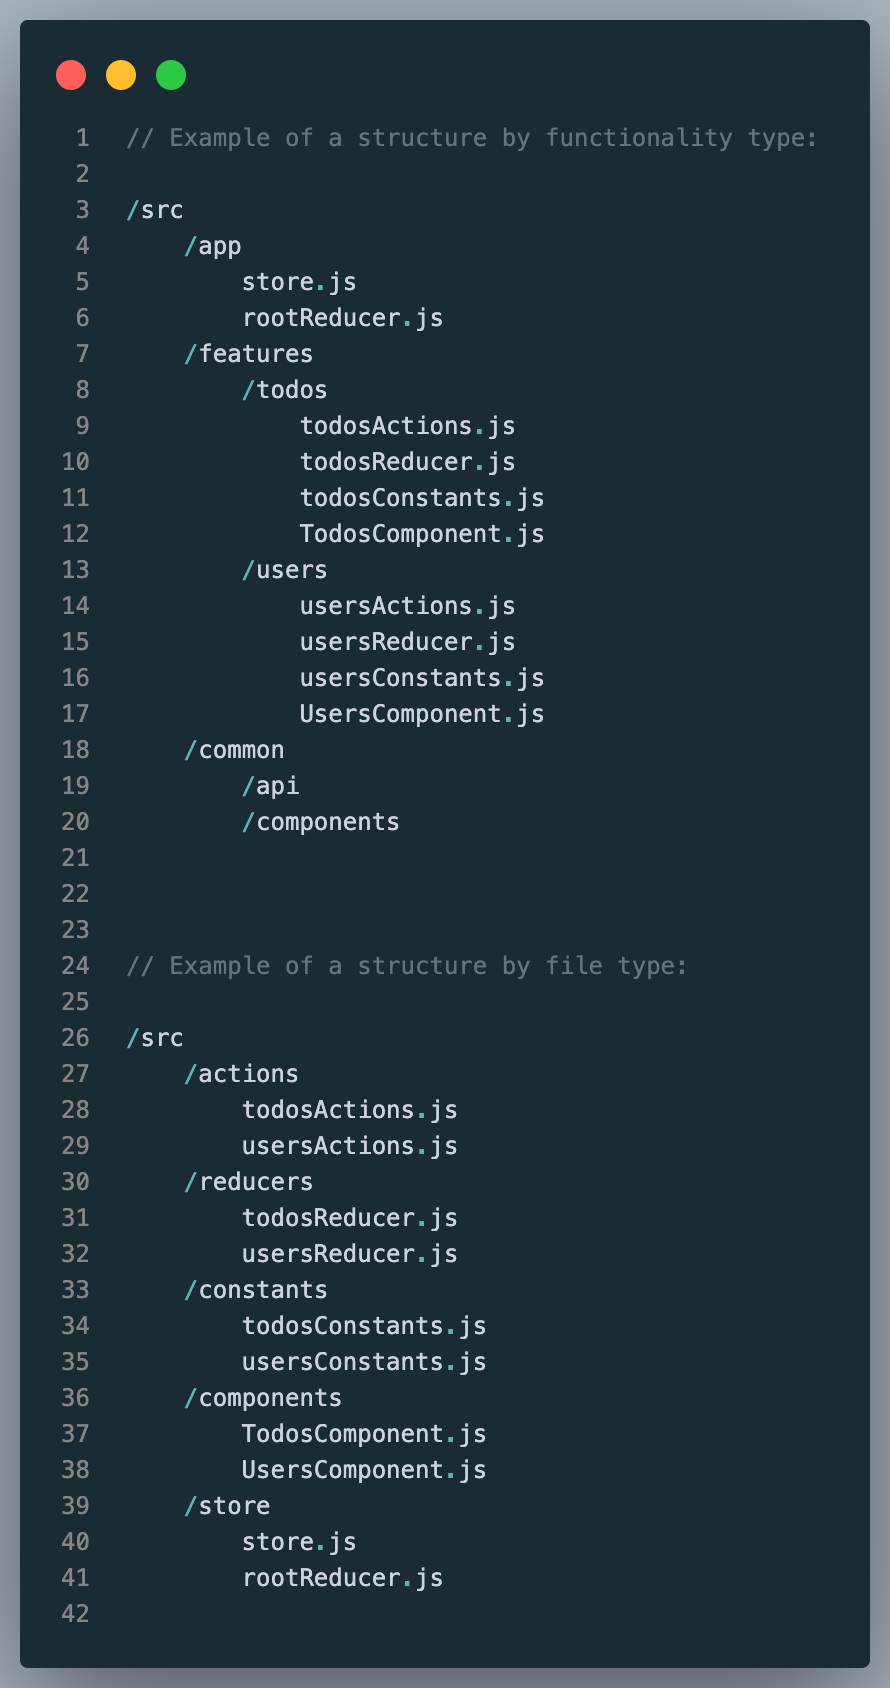 1 // Example of a structure by functionality type:
2
3 /src
4     /app
5         store.js
6         rootReducer.js
7     /features
8         /todos
9             todosActions.js
10             todosReducer.js
11             todosConstants.js
12             TodosComponent.js
13         /users
14             usersActions.js
15             usersReducer.js
16             usersConstants.js
17             UsersComponent.js
18     /common
19         /api
20         /components
21
22
23
24 // Example of a structure by file type:
25
26 /src
27     /actions
28         todosActions.js
29         usersActions.js
30     /reducers
31         todosReducer.js
32         usersReducer.js
33     /constants
34         todosConstants.js
35         usersConstants.js
36     /components
37         TodosComponent.js
38         UsersComponent.js
39     /store
40         store.js
41         rootReducer.js
42